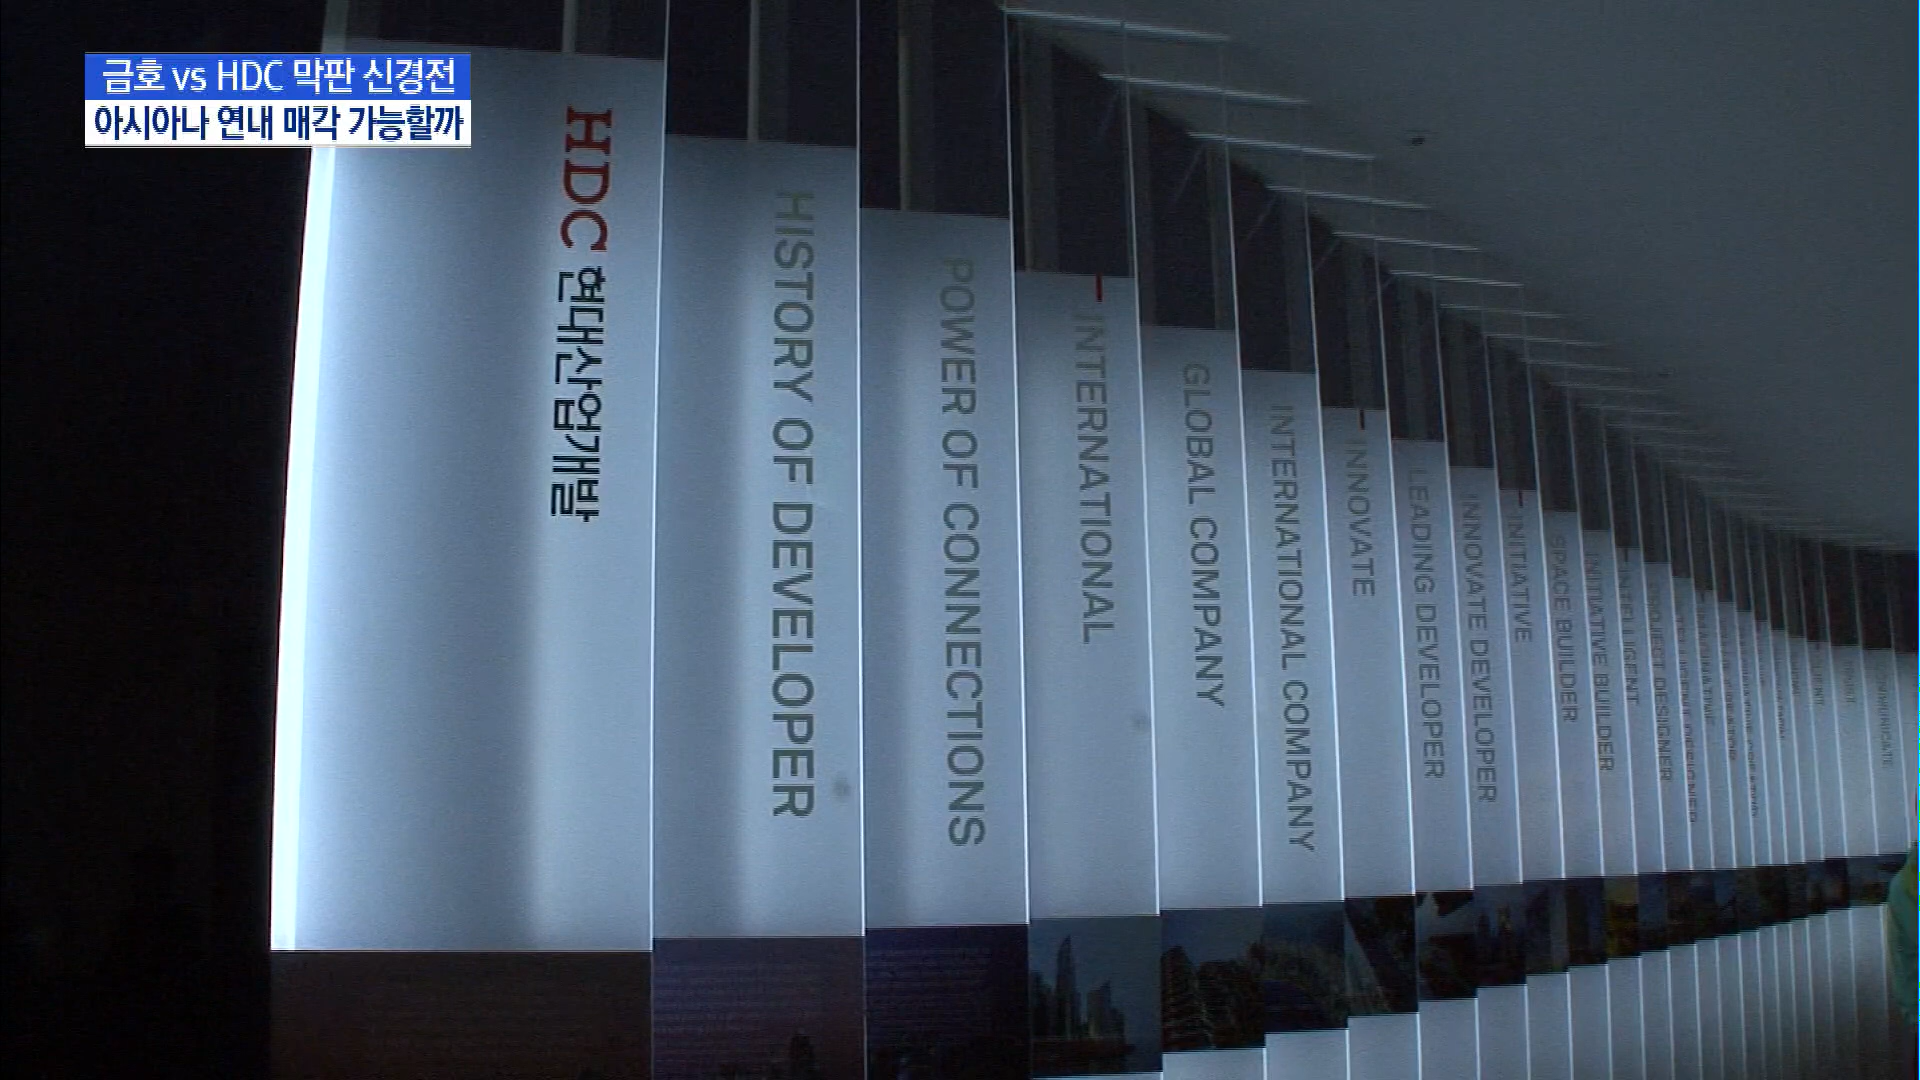 금호 vs HDC 막판 신경전
아시아나 연내 매각 가능할까
HDC 현대산업개발
HISTORY OF DEVELOPER
POWER OF CONNECTIONS
INTERNATIONAL
GLOBAL COMPANY
INTERNATIONAL COMPANY
INNOVATE
LEADING DEVELOPER
INNOVATE DEVELOPER
INITIATIVE
SPACE BUILDER
INITIATIVE BUILDER
INTELLIGENT
PROJECT DESIGNER